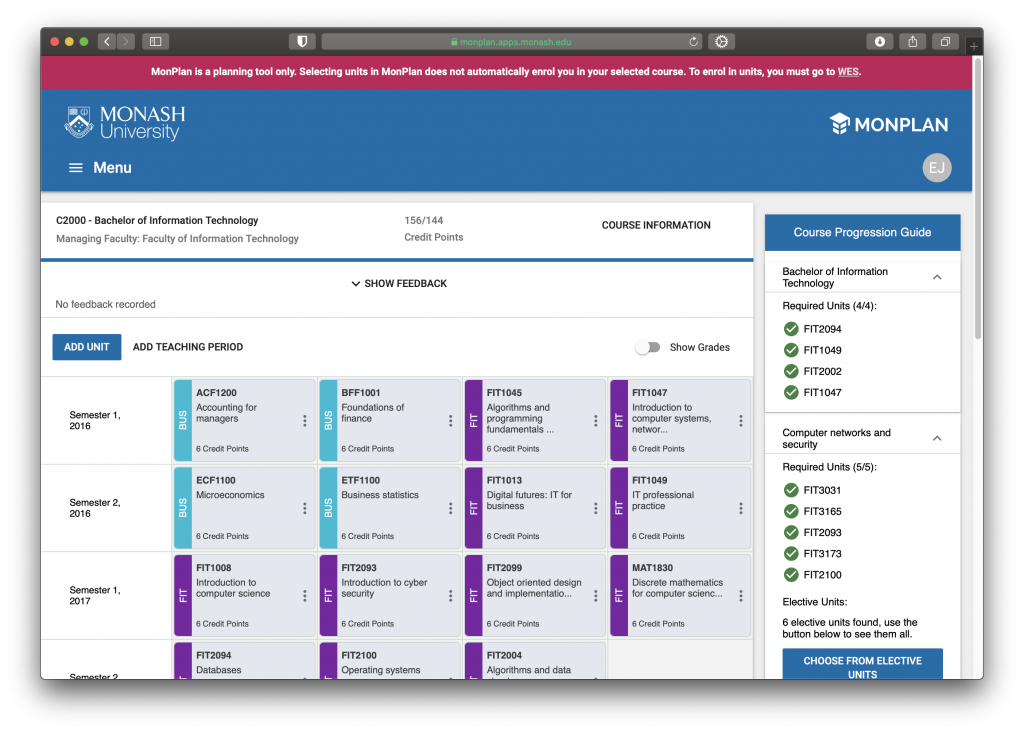 monplan.apps.monash.edu
MonPlan is a planning tool only. Selecting units in MonPlan does not automatically enrol you in your selected course. To enrol in units, you must go to WES.
MONASH
University
MONPLAN
Menu
EJ
C2000 - Bachelor of Information Technology
Managing Faculty: Faculty of Information Technology
156/144
Credit Points
COURSE INFORMATION
SHOW FEEDBACK
No feedback recorded
ADD UNIT
ADD TEACHING PERIOD
Show Grades
Semester 1,
2016
BUS
ACF1200
Accounting for
managers
6 Credit Points
BUS
BFF1001
Foundations of
finance
6 Credit Points
FIT
FIT1045
Algorithms and
programming
fundamentals ...
6 Credit Points
FIT
FIT1047
Introduction to
computer systems,
networ...
6 Credit Points
Semester 2,
2016
BUS
ECF1100
Microeconomics
6 Credit Points
BUS
ETF1100
Business statistics
6 Credit Points
FIT
FIT1013
Digital futures: IT for
business
6 Credit Points
FIT
FIT1049
IT professional
practice
6 Credit Points
Semester 1,
2017
FIT
FIT1008
Introduction to
computer science
6 Credit Points
FIT
FIT2093
Introduction to cyber
security
6 Credit Points
FIT
FIT2099
Object oriented design
and implementatio...
6 Credit Points
FIT
MAT1830
Discrete mathematics
for computer scienc...
6 Credit Points
Semester 2
FIT2094
Databases
FIT2100
Operating systems
FIT2004
Algorithms and data
Course Progression Guide
Bachelor of Information
Technology
Required Units (4/4):
FIT2094
FIT1049
FIT2002
FIT1047
Computer networks and
security
Required Units (5/5):
FIT3031
FIT3165
FIT2093
FIT3173
FIT2100
Elective Units:
6 elective units found, use the
button below to see them all.
CHOOSE FROM ELECTIVE
UNITS